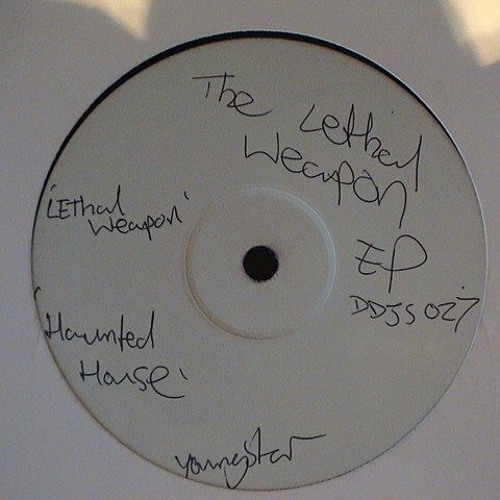 The Lethal
Weapon
EP
DDJS 027
'LEthal
Weapon'
'Haunted
House'
youngstar